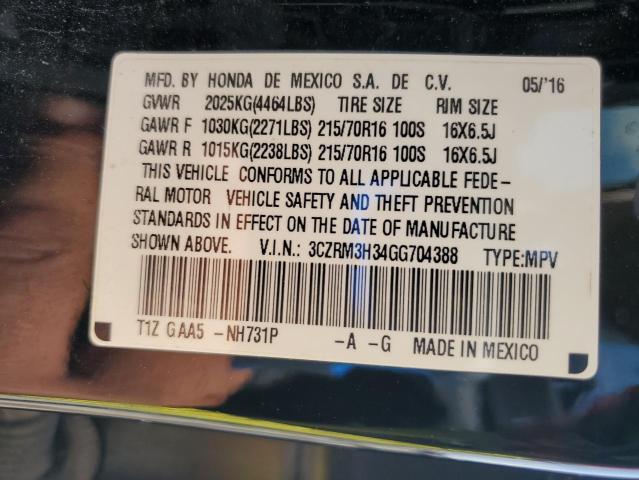 MFD. BY HONDA DE MEXICO S.A. DE C.V. 05/'16
GVWR 2025KG(4464LBS) TIRE SIZE RIM SIZE
GAWR F 1030KG(2271LBS) 215/70R16 100S 16X6.5J
GAWR R 1015KG(2238LBS) 215/70R16 100S 16X6.5J
THIS VEHICLE CONFORMS TO ALL APPLICABLE FEDE-
RAL MOTOR VEHICLE SAFETY AND THEFT PREVENTION
STANDARDS IN EFFECT ON THE DATE OF MANUFACTURE
SHOWN ABOVE. V.I.N.: 3CZRM3H34GG704388 TYPE:MPV
T1Z GAA5 -NH731P -A -G MADE IN MEXICO